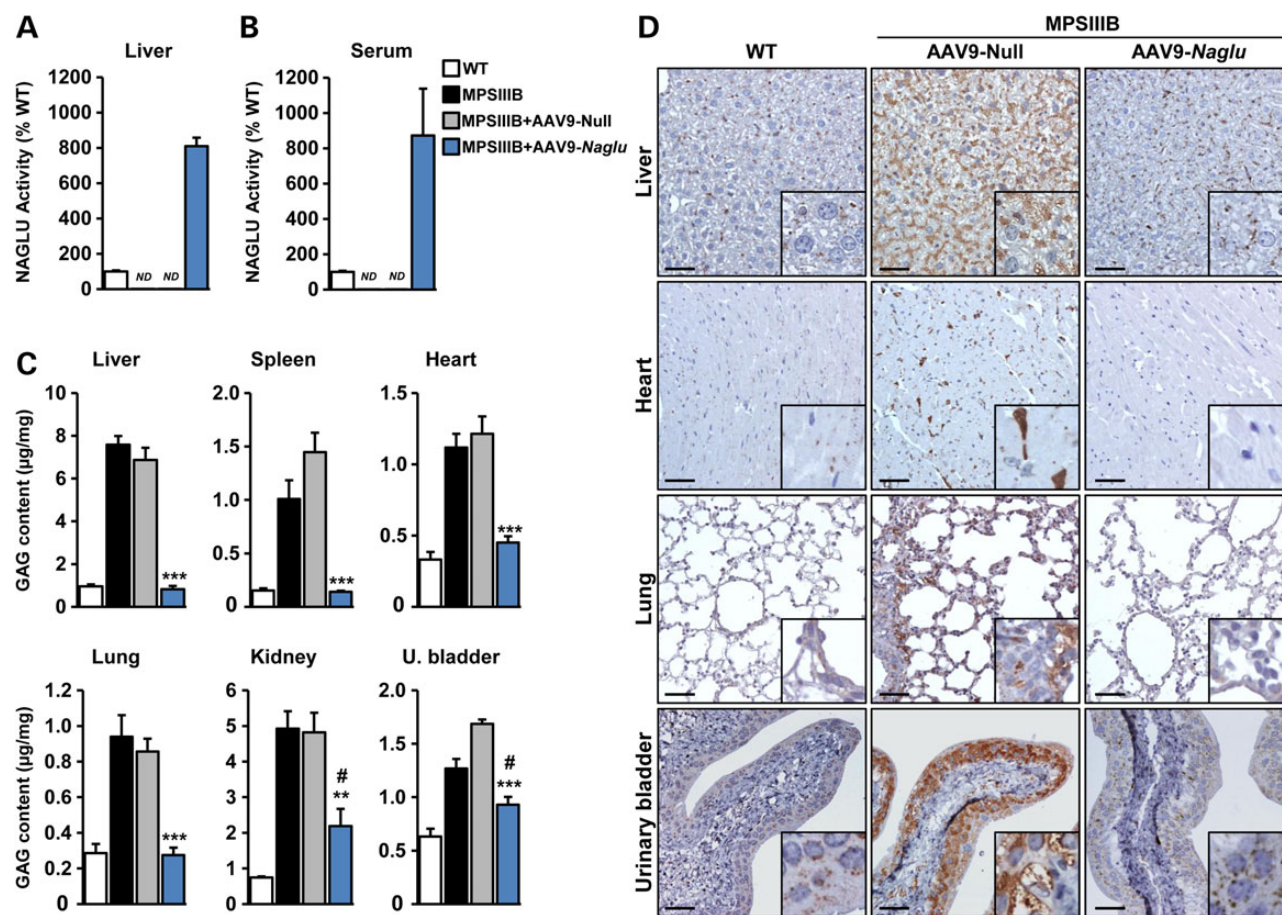 A
Liver
NAGLU Activity (% WT)
1200
1000
800
600
400
200
0
ND
ND
B
Serum
NAGLU Activity (% WT)
1200
1000
800
600
400
200
0
ND
ND
WT
MPSIIIB
MPSIIIB+AAV9-Null
MPSIIIB+AAV9-Naglu
C
Liver
GAG content (µg/mg)
10
8
6
4
2
0
***
Spleen
2.0
1.5
1.0
0.5
0
***
Heart
1.5
1.0
0.5
0
***
Lung
GAG content (µg/mg)
1.2
1.0
0.8
0.6
0.4
0.2
0
***
Kidney
6
5
4
3
2
1
0
#
**
U. bladder
2.0
1.5
1.0
0.5
0
#
***
D
MPSIIIB
WT
AAV9-Null
AAV9-Naglu
Liver
Heart
Lung
Urinary bladder